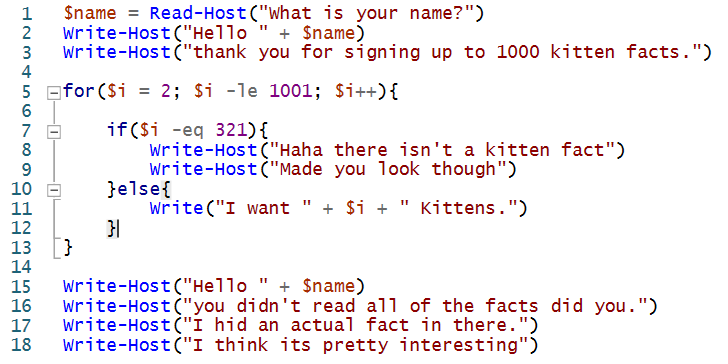 1 $name = Read-Host("What is your name?")
2 Write-Host("Hello " + $name)
3 Write-Host("thank you for signing up to 1000 kitten facts.")
4
5 for($i = 2; $i -le 1001; $i++){
6
7     if($i -eq 321){
8         Write-Host("Haha there isn't a kitten fact")
9         Write-Host("Made you look though")
10     }else{
11         Write("I want " + $i + " Kittens.")
12     }
13 }
14
15 Write-Host("Hello " + $name)
16 Write-Host("you didn't read all of the facts did you.")
17 Write-Host("I hid an actual fact in there.")
18 Write-Host("I think its pretty interesting")